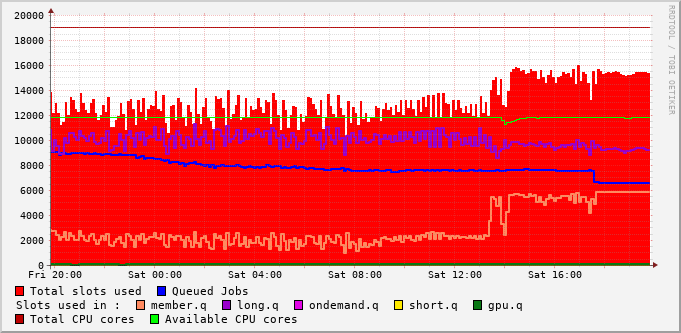 20000
18000
16000
14000
12000
10000
8000
6000
4000
2000
0
Fri 20:00 Sat 00:00 Sat 04:00 Sat 08:00 Sat 12:00 Sat 16:00
RRDTOOL / TOBI OETIKER
Total slots used Queued Jobs
Slots used in : member.q long.q ondemand.q short.q gpu.q
Total CPU cores Available CPU cores